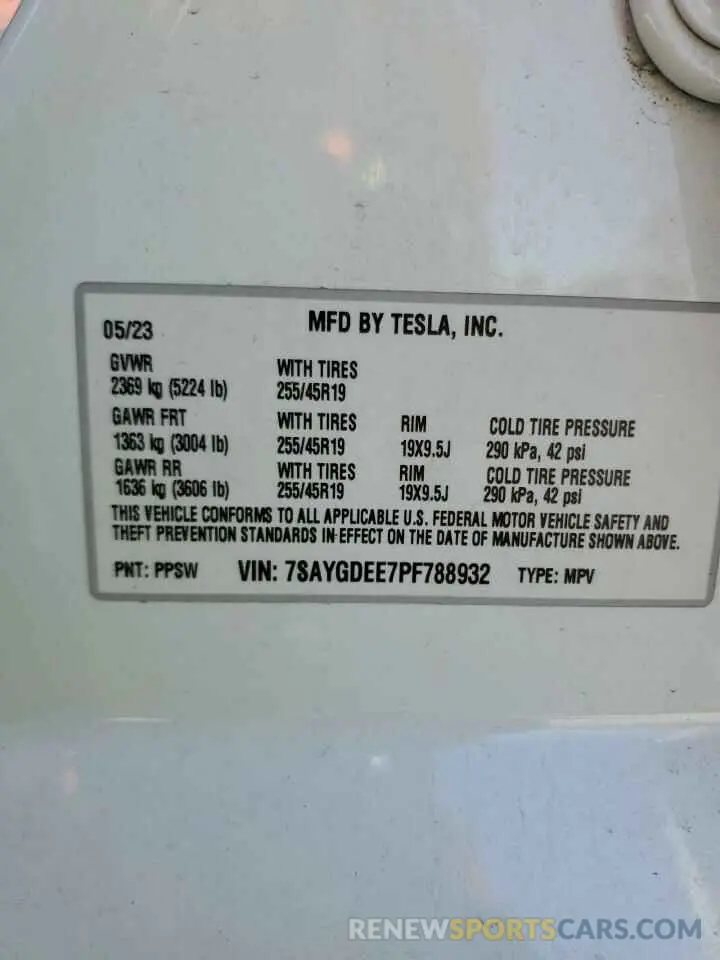 05/23 MFD BY TESLA, INC.
GVWR WITH TIRES
2369 kg (5224 lb) 255/45R19
GAWR FRT WITH TIRES RIM COLD TIRE PRESSURE
1363 kg (3004 lb) 255/45R19 19X9.5J 290 kPa, 42 psi
GAWR RR WITH TIRES RIM COLD TIRE PRESSURE
1636 kg (3606 lb) 255/45R19 19X9.5J 290 kPa, 42 psi
THIS VEHICLE CONFORMS TO ALL APPLICABLE U.S. FEDERAL MOTOR VEHICLE SAFETY AND
THEFT PREVENTION STANDARDS IN EFFECT ON THE DATE OF MANUFACTURE SHOWN ABOVE.
PNT: PPSW VIN: 7SAYGDEE7PF788932 TYPE: MPV
RENEWSPORTSCARS.COM